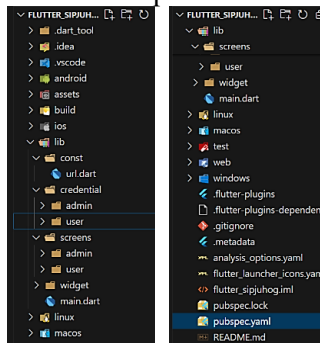 FLUTTER_SIPJUH...
.dart_tool
.idea
.vscode
android
assets
build
ios
lib
const
url.dart
credential
admin
user
screens
admin
user
widget
main.dart
linux
macos
FLUTTER_SIPJUH...
lib
screens
user
widget
main.dart
linux
macos
test
web
windows
.flutter-plugins
.flutter-plugins-dependen
.gitignore
.metadata
analysis_options.yaml
flutter_launcher_icons.yan
flutter_sipjuhog.iml
pubspec.lock
pubspec.yaml
README.md